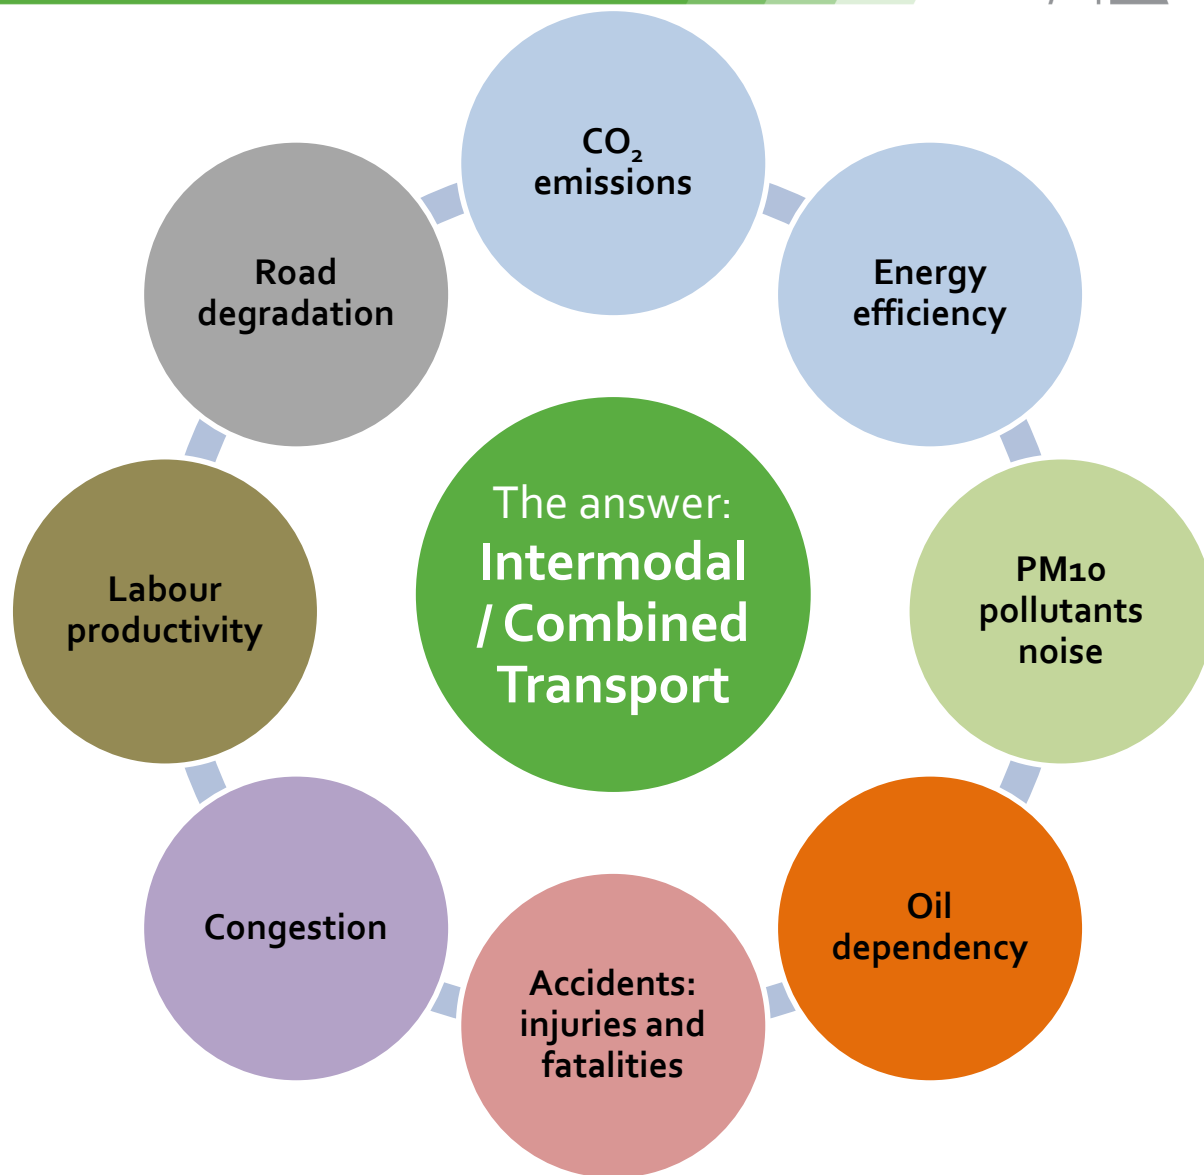 CO₂
emissions
Energy
efficiency
PM10
pollutants
noise
Oil
dependency
Accidents:
injuries and
fatalities
Congestion
Labour
productivity
Road
degradation
The answer:
Intermodal
/ Combined
Transport